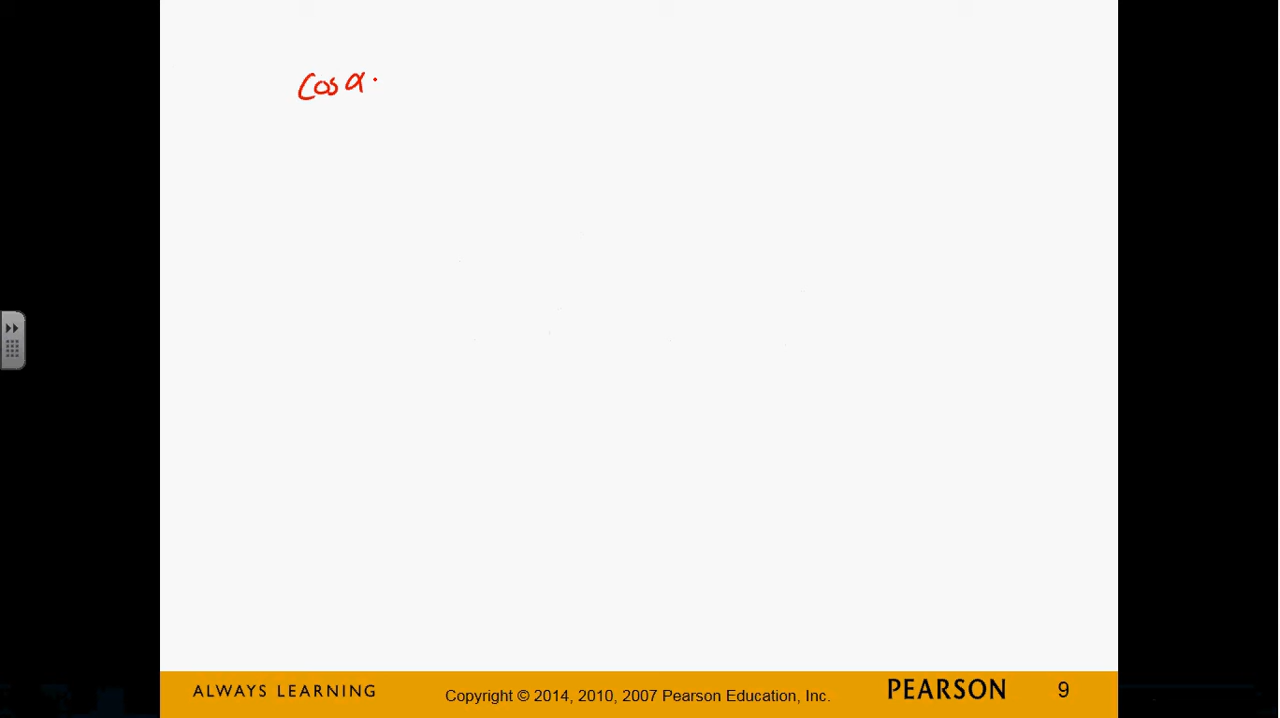 cos α·
ALWAYS LEARNING
Copyright © 2014, 2010, 2007 Pearson Education, Inc.
PEARSON
9